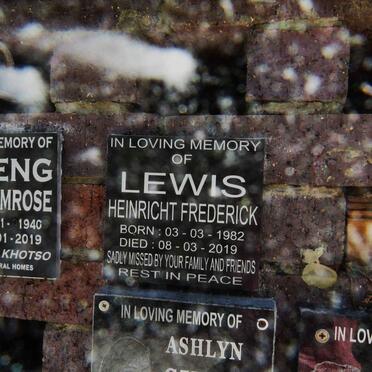 EMORY OF
ENG
MROSE
1- 1940
01-2019
KHOTSO
RAL HOMES
IN LOVING MEMORY
OF
LEWIS
HEINRICHT FREDERICK
BORN : 03 - 03 - 1982
DIED : 08 - 03 - 2019
SADLY MISSED BY YOUR FAMILY AND FRIENDS
REST IN PEACE
IN LOVING MEMORY OF
ASHLYN
IN LOV